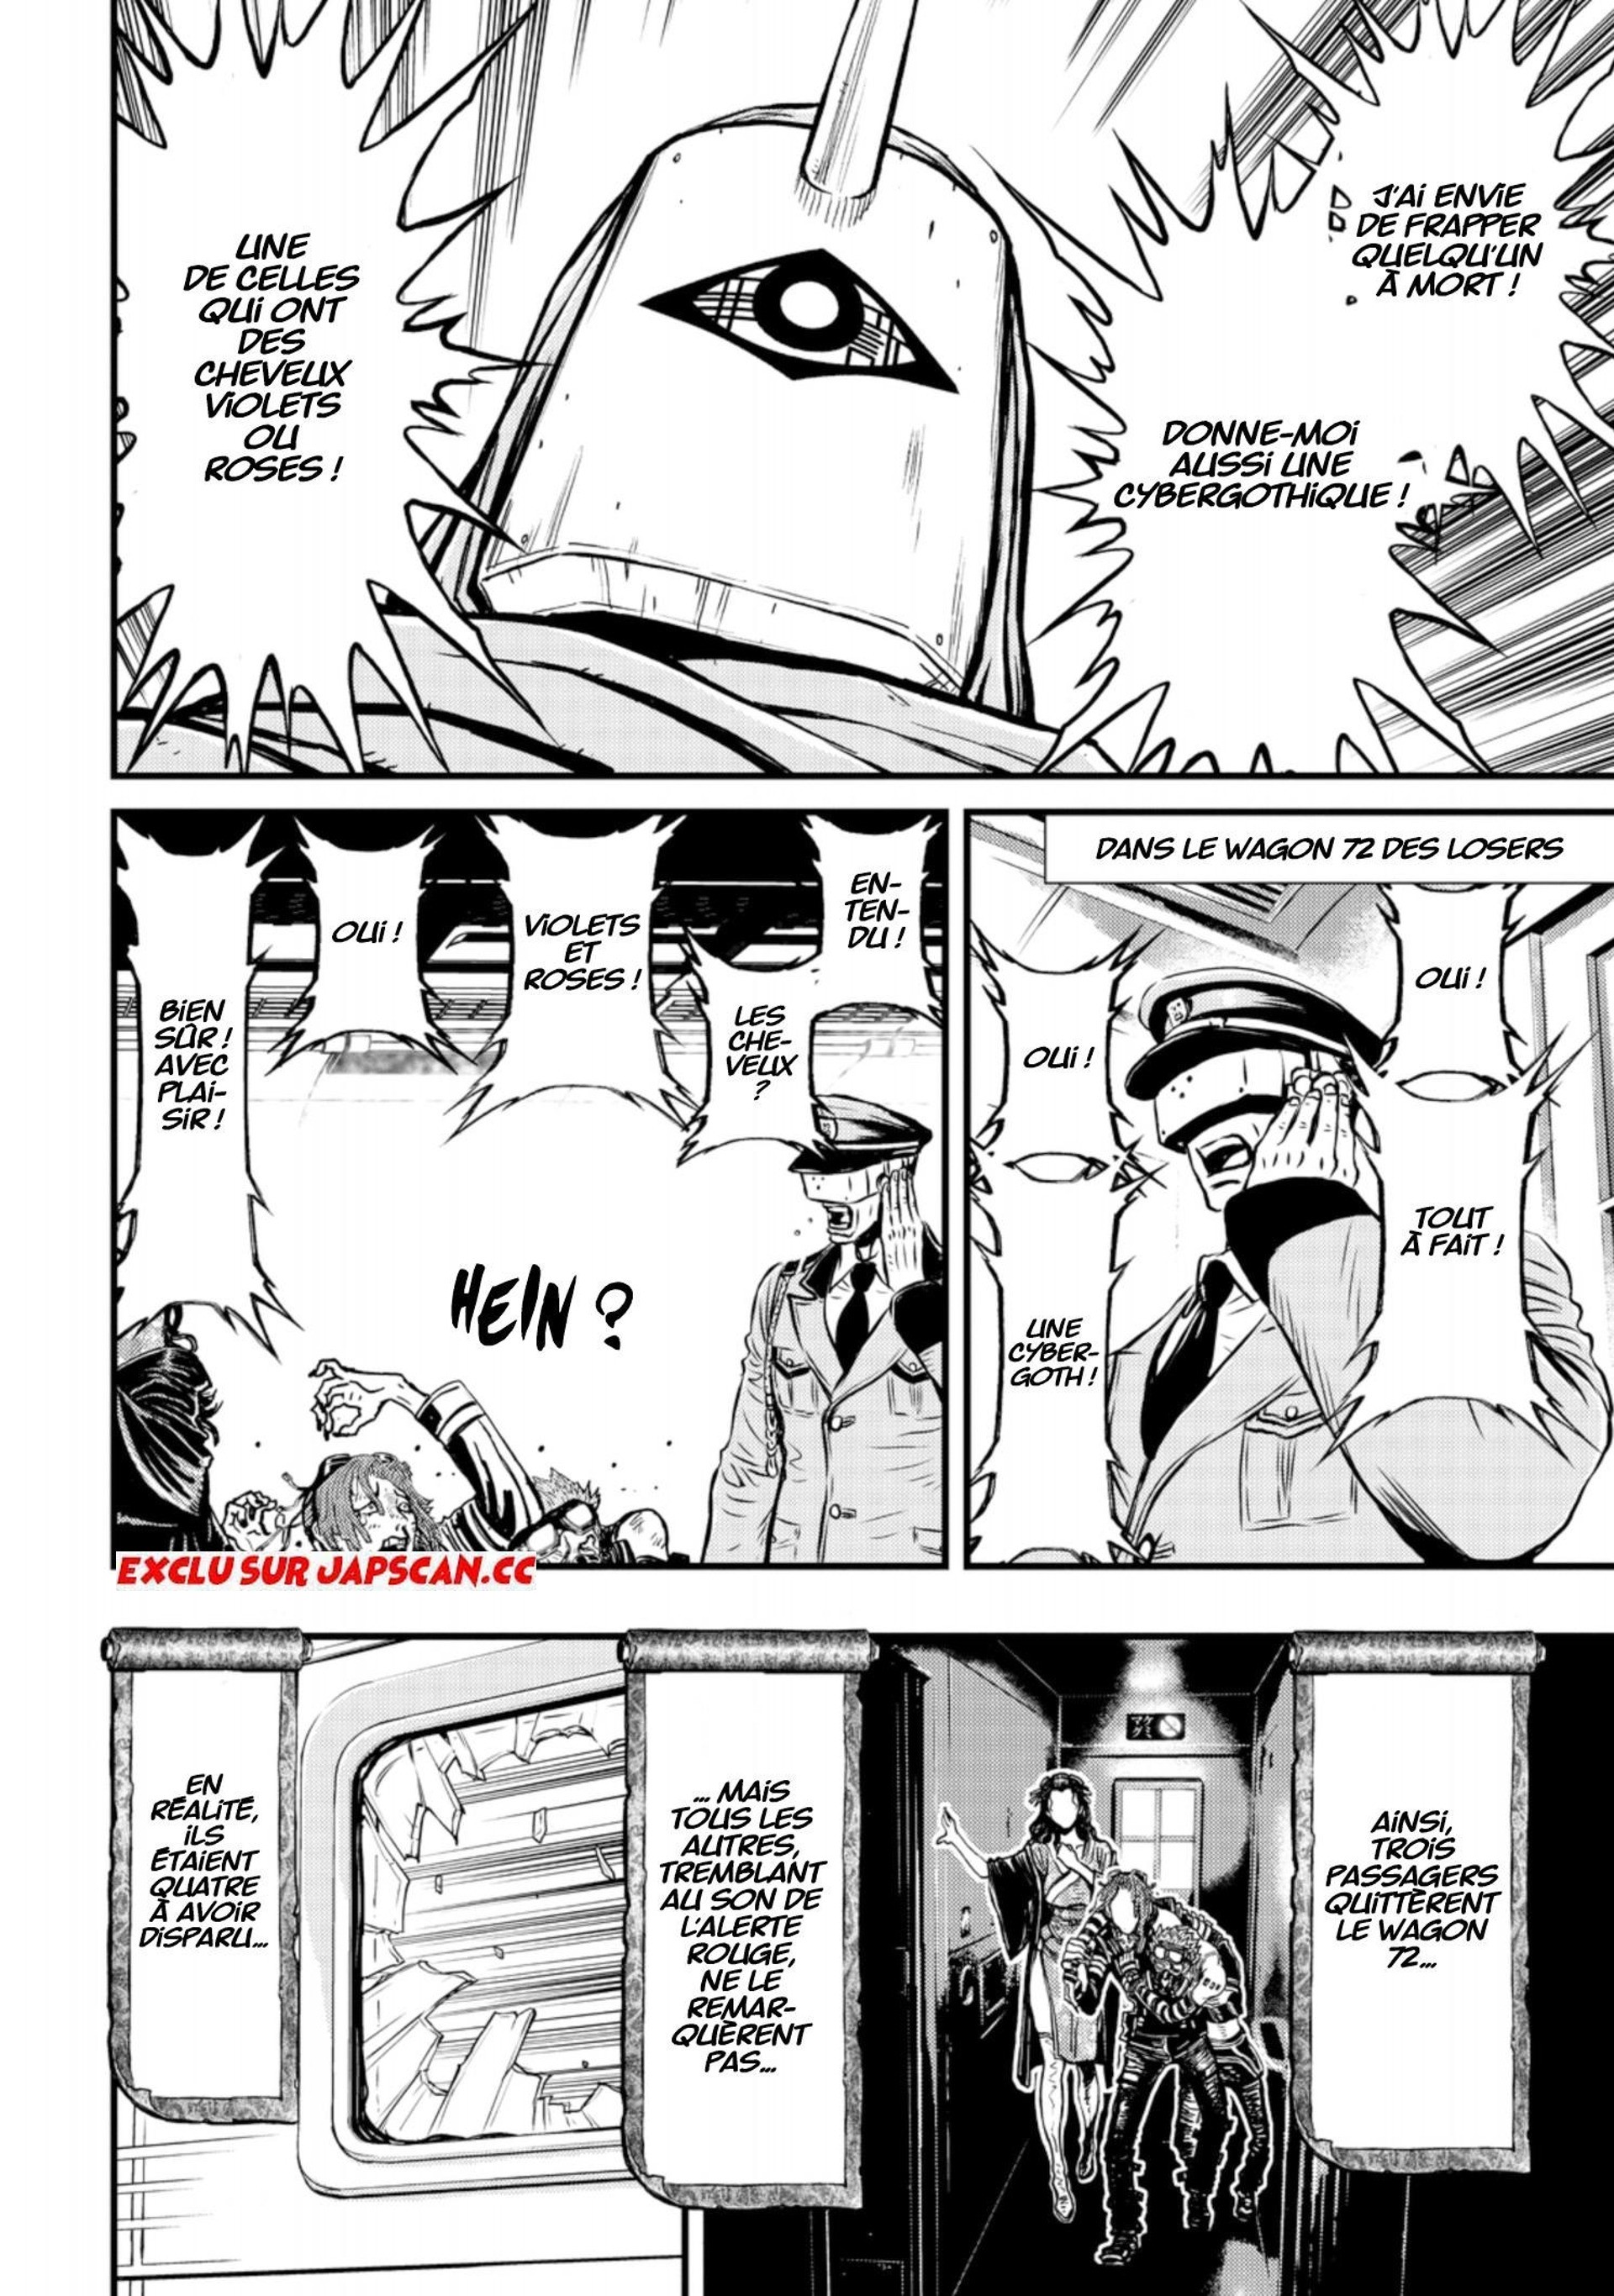 J'AI ENVIE
DE FRAPPER
QUELQU'UN
À MORT !
DONNE-MOI
AUSSI UNE
CYBERGOTHIQUE !
UNE
DE CELLES
QUI ONT
DES
CHEVEUX
VIOLETS
OU
ROSES !
DANS LE WAGON 72 DES LOSERS
OUI !
TOUT
À FAIT !
OUI !
UNE
CYBER-
GOTH !
EN-
TEN-
DU !
LES
CHE-
VEUX
?
VIOLETS
ET
ROSES !
OUI !
BIEN
SÛR !
AVEC
PLAI-
SIR !
HEIN ?
EXCLU SUR JAPSCAN.CC
AINSI,
TROIS
PASSAGERS
QUITTÈRENT
LE WAGON
72...
... MAIS
TOUS LES
AUTRES,
TREMBLANT
AU SON DE
L'ALERTE
ROUGE,
NE LE
REMAR-
QUÈRENT
PAS...
EN
RÉALITÉ,
ILS
ÉTAIENT
QUATRE
À AVOIR
DISPARU...